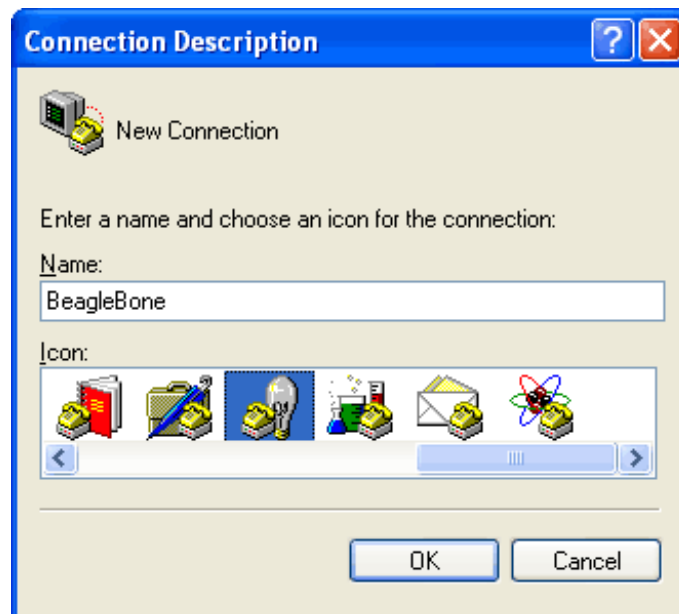 Connection Description
New Connection
Enter a name and choose an icon for the connection:
Name:
BeagleBone
Icon:
OK Cancel